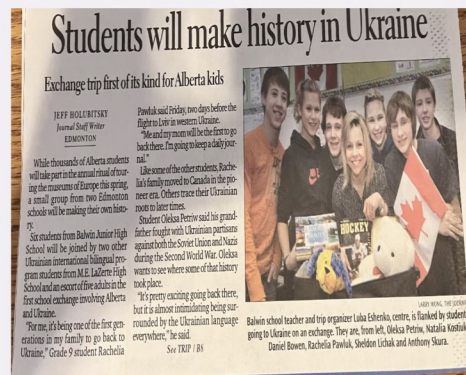 Students will make history in Ukraine
Exchange trip first of its kind for Alberta kids
JEFF HOLUBITSKY
Journal Staff Writer
EDMONTON
While thousands of Alberta students
will take part in the annual ritual of tour-
ing the museums of Europe this spring,
a small group from two Edmonton
schools will be making their own histo-
ry.
Six students from Balwin Junior High
School will be joined by two other
Ukrainian international bilingual pro-
gram students from M.E. LaZerte High
School and an escort of five adults in the
first school exchange involving Alberta
and Ukraine.
"For me, it's being one of the first gen-
erations in my family to go back to
Ukraine," Grade 9 student Rachelia
Pawluk said Friday, two days before the
flight to Lviv in western Ukraine.
"Me and my mom will be the first to go
back there. I'm going to keep a daily jour-
nal."
Like some of the other students, Rache-
lia's family moved to Canada in the pio-
neer era. Others trace their Ukrainian
roots to later times.
Student Oleksa Petriw said his grand-
father fought with Ukrainian partisans
against both the Soviet Union and Nazis
during the Second World War. Oleksa
wants to see where some of that history
took place.
"It's pretty exciting going back there,
but it is almost intimidating being sur-
rounded by the Ukrainian language
everywhere," he said.
See TRIP / B8
HOCKEY
LARRY WONG, THE JOURNAL
Balwin school teacher and trip organizer Luba Eshenko, centre, is flanked by student
going to Ukraine on an exchange. They are, from left, Oleksa Petriw, Natalia Kostiuk
Daniel Bowen, Rachelia Pawluk, Sheldon Lichak and Anthony Skura.